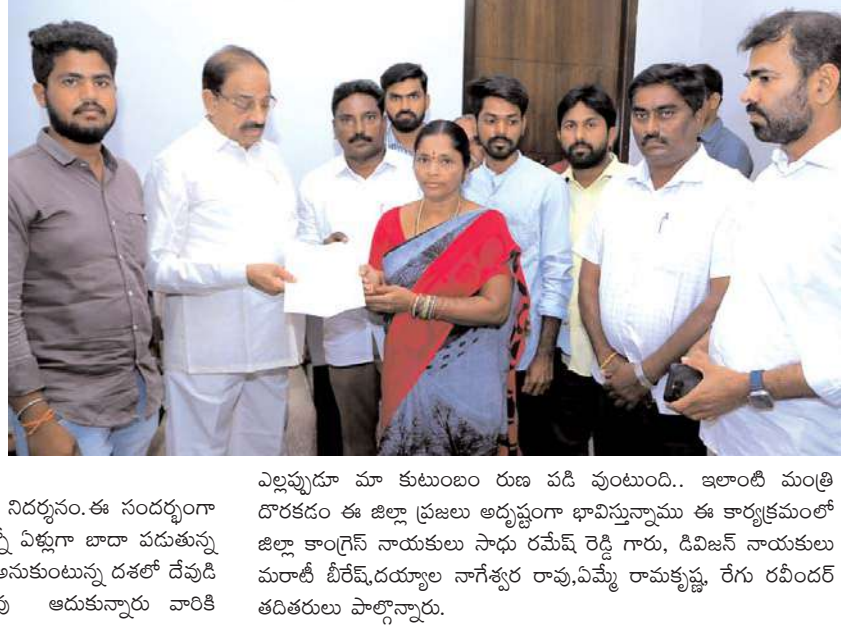 నిదర్శనం.ఈ సందర్భంగా
ఏళ్లుగా బాదా పడుతున్న
అనుకుంటున్న దశలో దేవుడి
ఆదుకున్నారు వారికి
ఎల్లప్పుడూ మా కుటుంబం రుణ పడి వుంటుంది.. ఇలాంటి మంత్రి
దొరకడం ఈ జిల్లా ప్రజలు అదృష్టంగా భావిస్తున్నాము ఈ కార్యక్రమంలో
జిల్లా కాంగ్రెస్ నాయకులు సాధు రమేష్ రెడ్డి గారు, డివిజన్ నాయకులు
మరాటీ బీరేష్,దయ్యాల నాగేశ్వర రావు,ఏమ్మే రామకృష్ణ, రేగు రవీందర్
తదితరులు పాల్గొన్నారు.